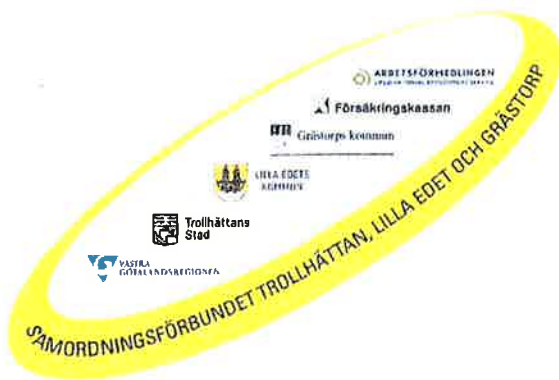 ARBETSFÖRMEDLINGEN
Försäkringskassan
Grästorps kommun
LILLA EDETS
KOMMUN
Trollhättans
Stad
VÄSTRA
GÖTALANDSREGIONEN
SAMORDNINGSFÖRBUNDET TROLLHÄTTAN, LILLA EDET OCH GRÄSTORP